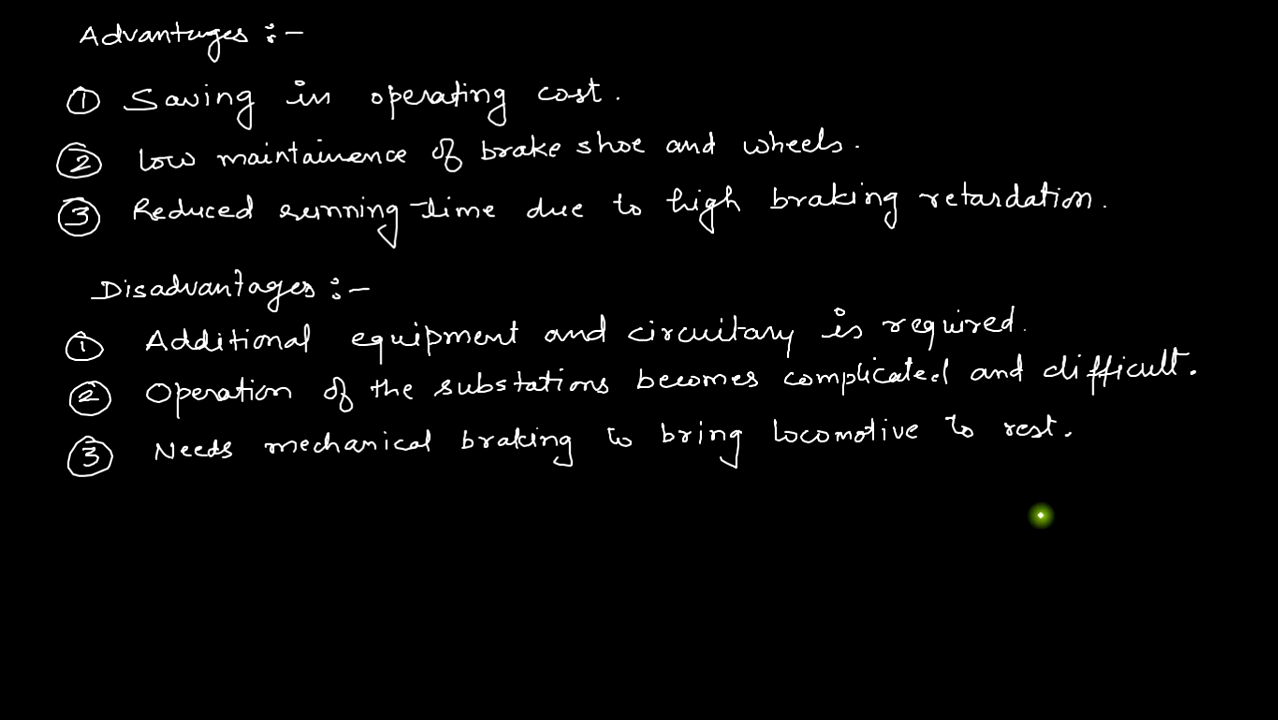 Advantages :-
① Saving in operating cost.
② Low maintainence of brake shoe and wheels.
③ Reduced running time due to high braking retardation.
Disadvantages :-
① Additional equipment and circuitary is required.
② Operation of the substations becomes complicated and difficult.
③ Needs mechanical braking to bring locomotive to rest.